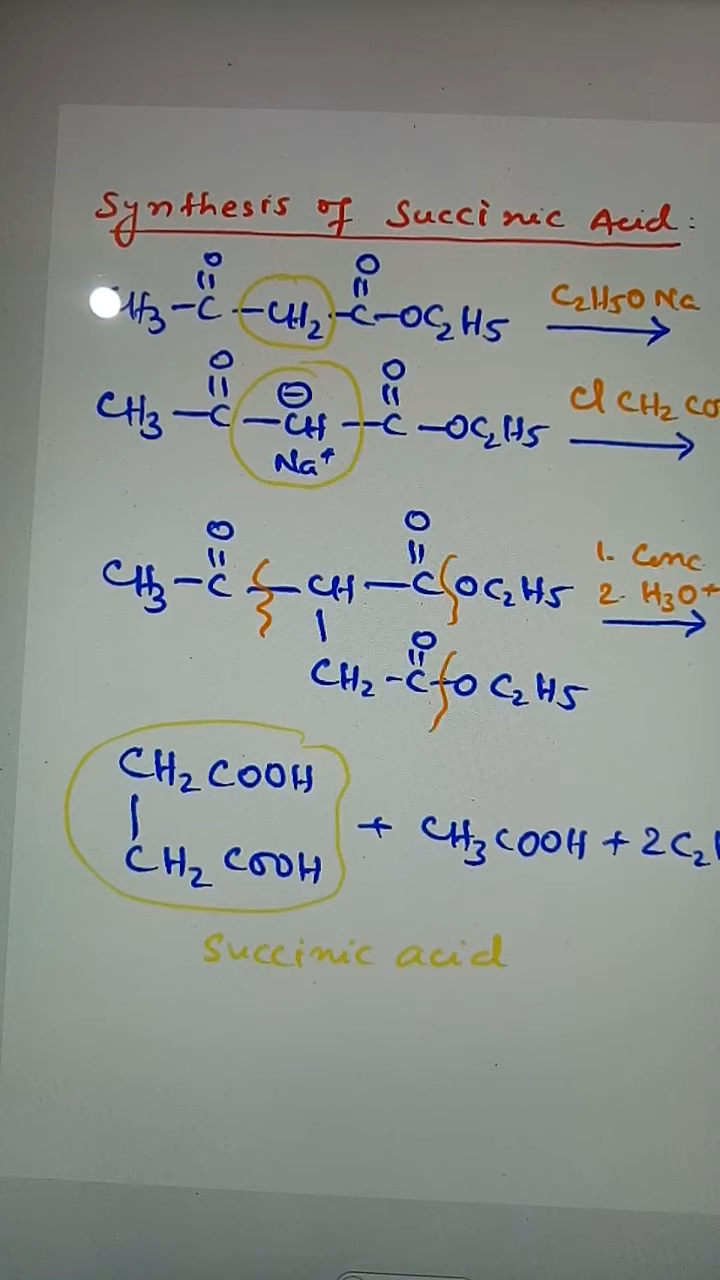 Synthesis of Succinic Acid:
O O
CH3-C-CH2-C-OC2H5 C2H5ONa
O ⊖ O
CH3-C-CH-C-OC2H5 ClCH2CO
Na+
O O
CH3-C-CH-C-OC2H5 1. Conc
2. H3O+
O
CH2-C-OC2H5
CH2COOH
+ CH3COOH + 2C2H
CH2COOH
Succinic acid